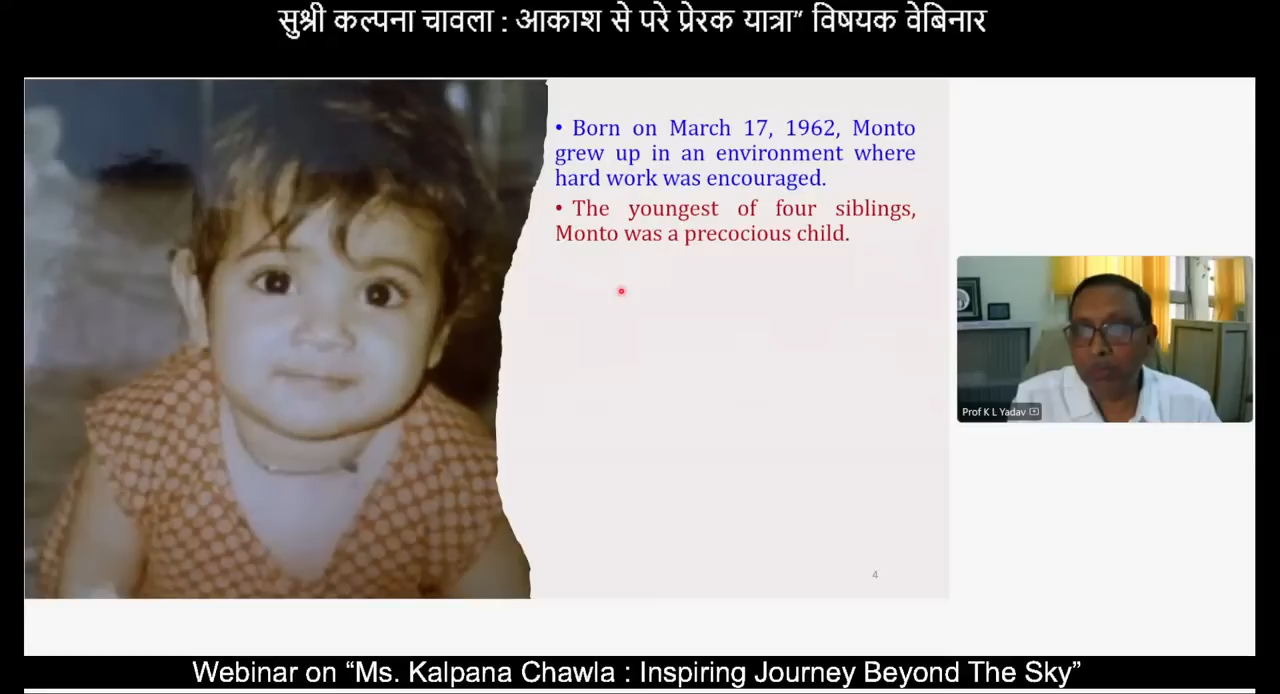 सुश्री कल्पना चावला : आकाश से परे प्रेरक यात्रा” विषयक वेबिनार
• Born on March 17, 1962, Monto
grew up in an environment where
hard work was encouraged.
• The youngest of four siblings,
Monto was a precocious child.
Prof K L Yadav
4
Webinar on “Ms. Kalpana Chawla : Inspiring Journey Beyond The Sky”